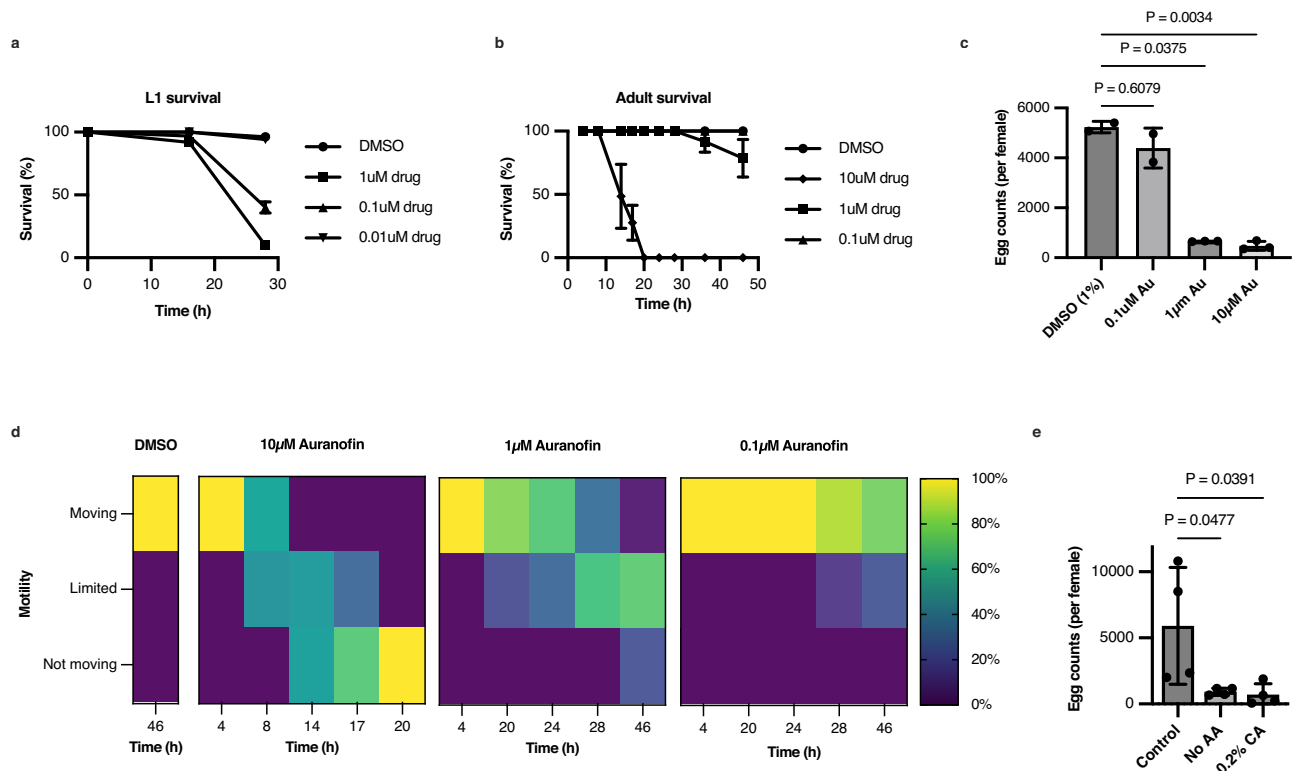 a
L1 survival
Survival (%)
100
50
0
0 10 20 30
Time (h)
DMSO
1uM drug
0.1uM drug
0.01uM drug
b
Adult survival
Survival (%)
100
50
0
0 10 20 30 40 50
Time (h)
DMSO
10uM drug
1uM drug
0.1uM drug
c
P = 0.0034
P = 0.0375
P = 0.6079
Egg counts (per female)
6000
4000
2000
0
DMSO (1%)
0.1uM Au
1µm Au
10µM Au
d
DMSO
10µM Auranofin
1µM Auranofin
0.1µM Auranofin
Motility
Moving
Limited
Not moving
46
4 8 14 17 20
4 20 24 28 46
4 20 24 28 46
Time (h)
Time (h)
Time (h)
Time (h)
100%
80%
60%
40%
20%
0%
e
P = 0.0391
P = 0.0477
Egg counts (per female)
10000
5000
0
Control
No AA
0.2% CA